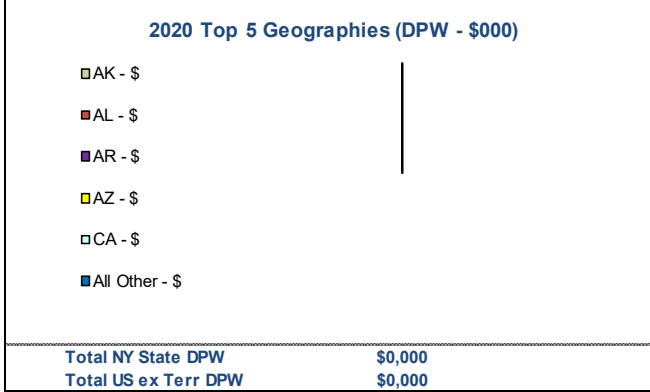 2020 Top 5 Geographies (DPW - $000)
AK - $
AL - $
AR - $
AZ - $
CA - $
All Other - $
Total NY State DPW $0,000
Total US ex Terr DPW $0,000